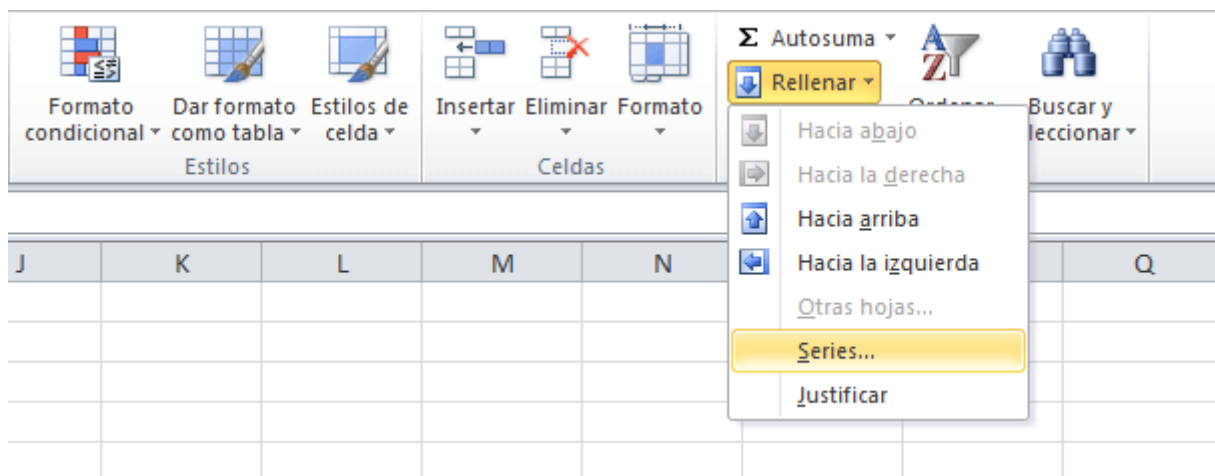 Σ Autosuma
Rellenar
Formato
condicional
Dar formato
como tabla
Estilos de
celda
Insertar
Eliminar
Formato
Ordenar
Buscar y
leccionar
Estilos
Celdas
Hacia abajo
Hacia la derecha
Hacia arriba
Hacia la izquierda
Otras hojas...
Series...
Justificar
J K L M N Q